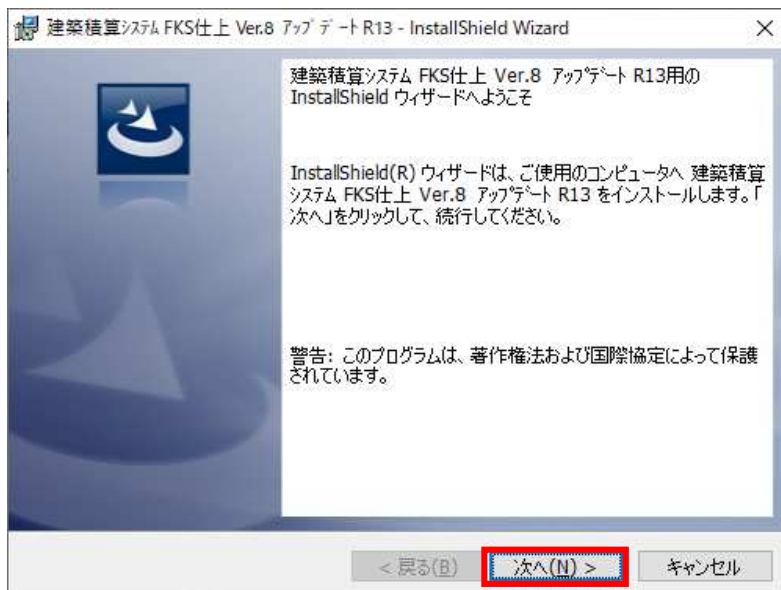 建築積算ｼｽﾃﾑ FKS仕上 Ver.8 ｱｯﾌﾟﾃﾞｰﾄ R13 - InstallShield Wizard
建築積算ｼｽﾃﾑ FKS仕上 Ver.8 ｱｯﾌﾟﾃﾞｰﾄ R13用の
InstallShield ウィザードへようこそ
InstallShield(R) ウィザードは、ご使用のコンピュータへ 建築積算
ｼｽﾃﾑ FKS仕上 Ver.8 ｱｯﾌﾟﾃﾞｰﾄ R13 をインストールします。「
次へ」をクリックして、続行してください。
警告: このプログラムは、著作権法および国際協定によって保護
されています。
< 戻る(B) 次へ(N) > キャンセル